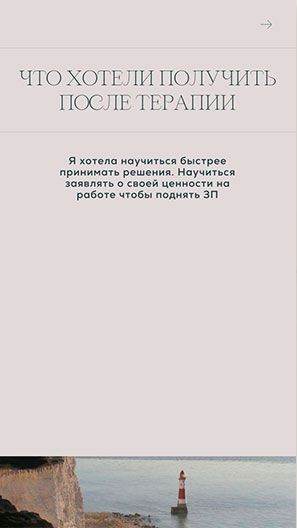 ЧТО ХОТЕЛИ ПОЛУЧИТЬ
ПОСЛЕ ТЕРАПИИ
Я хотела научиться быстрее
принимать решения. Научиться
заявлять о своей ценности на
работе чтобы поднять ЗП